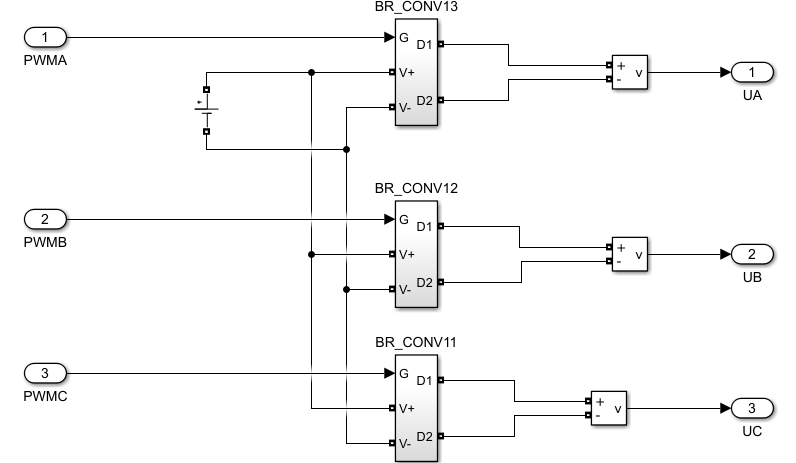 BR_CONV13
1
PWMA
G
D1
V+
V-
D2
+
-
v
1
UA
+
BR_CONV12
2
PWMB
G
D1
V+
V-
D2
+
-
v
2
UB
BR_CONV11
3
PWMC
G
D1
V+
V-
D2
+
-
v
3
UC